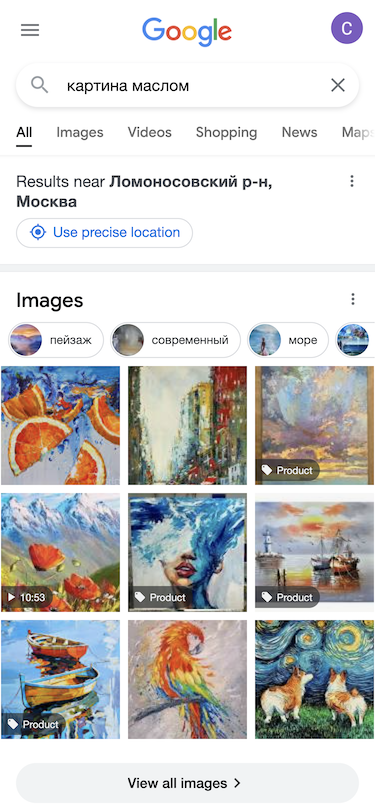 Google
C
картина маслом
All Images Videos Shopping News Maps
Results near Ломоносовский р-н,
Москва
Use precise location
Images
пейзаж современный море
Product
10:53 Product Product
Product
View all images